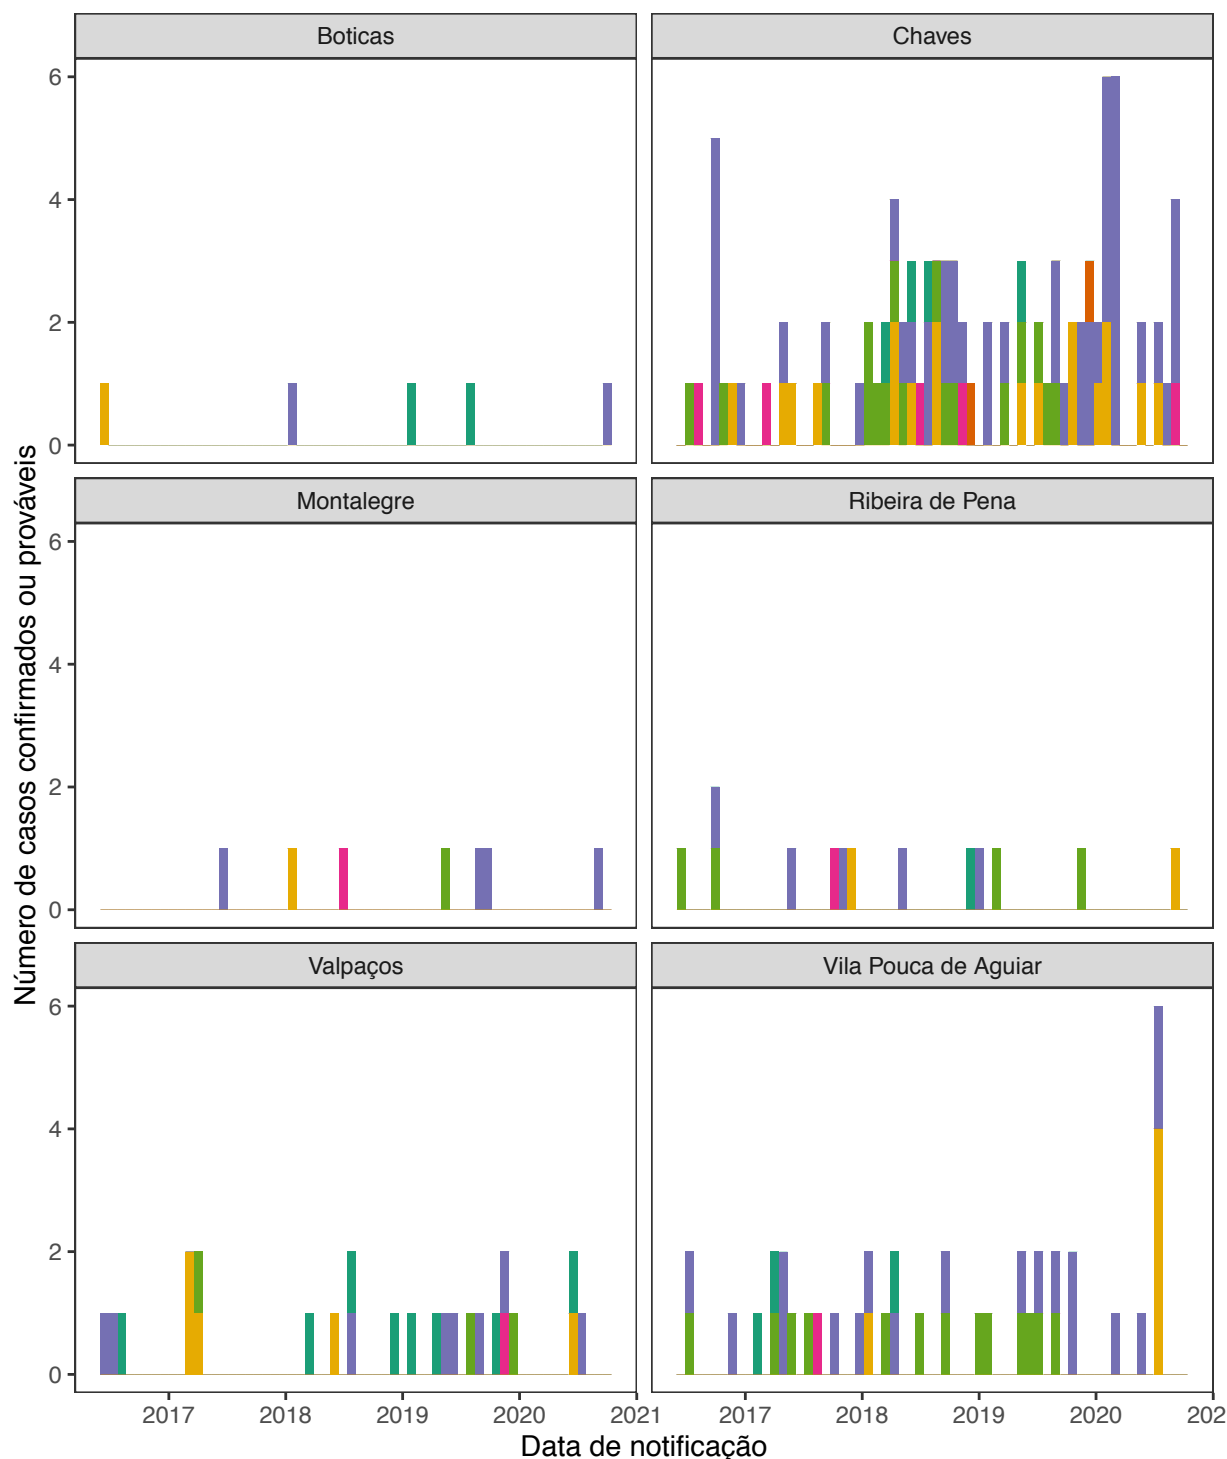 Boticas
Chaves
6
4
2
0
Montalegre
Ribeira de Pena
6
4
2
0
Número de casos confirmados ou prováveis
Valpaços
Vila Pouca de Aguiar
6
4
2
0
2017 2018 2019 2020 2021 2017 2018 2019 2020 202
Data de notificação